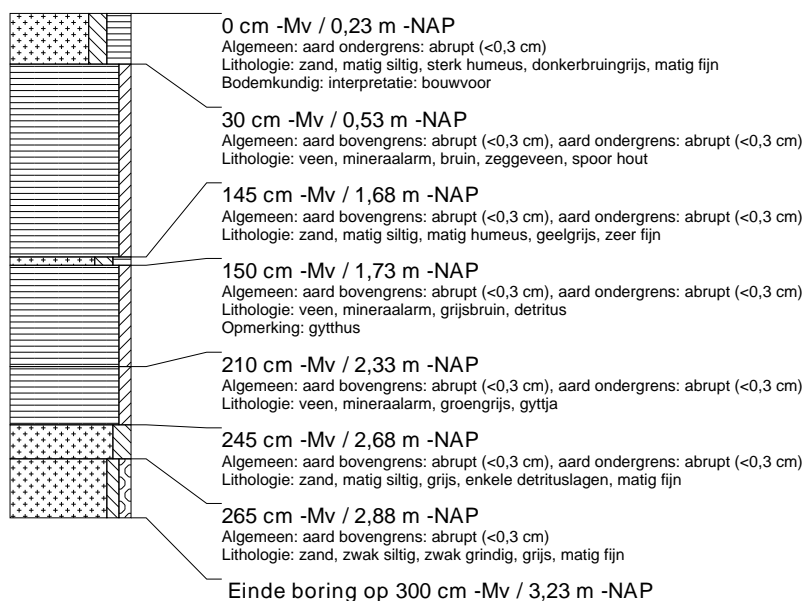 0 cm -Mv / 0,23 m -NAP
Algemeen: aard ondergrens: abrupt (<0,3 cm)
Lithologie: zand, matig siltig, sterk humeus, donkerbruingrijs, matig fijn
Bodemkundig: interpretatie: bouwvoor
30 cm -Mv / 0,53 m -NAP
Algemeen: aard bovengrens: abrupt (<0,3 cm), aard ondergrens: abrupt (<0,3 cm)
Lithologie: veen, mineraalarm, bruin, zeggeveen, spoor hout
145 cm -Mv / 1,68 m -NAP
Algemeen: aard bovengrens: abrupt (<0,3 cm), aard ondergrens: abrupt (<0,3 cm)
Lithologie: zand, matig siltig, matig humeus, geelgrijs, zeer fijn
150 cm -Mv / 1,73 m -NAP
Algemeen: aard bovengrens: abrupt (<0,3 cm), aard ondergrens: abrupt (<0,3 cm)
Lithologie: veen, mineraalarm, grijsbruin, detritus
Opmerking: gytthus
210 cm -Mv / 2,33 m -NAP
Algemeen: aard bovengrens: abrupt (<0,3 cm), aard ondergrens: abrupt (<0,3 cm)
Lithologie: veen, mineraalarm, groengrijs, gyttja
245 cm -Mv / 2,68 m -NAP
Algemeen: aard bovengrens: abrupt (<0,3 cm), aard ondergrens: abrupt (<0,3 cm)
Lithologie: zand, matig siltig, grijs, enkele detrituslagen, matig fijn
265 cm -Mv / 2,88 m -NAP
Algemeen: aard bovengrens: abrupt (<0,3 cm)
Lithologie: zand, zwak siltig, zwak grindig, grijs, matig fijn
Einde boring op 300 cm -Mv / 3,23 m -NAP